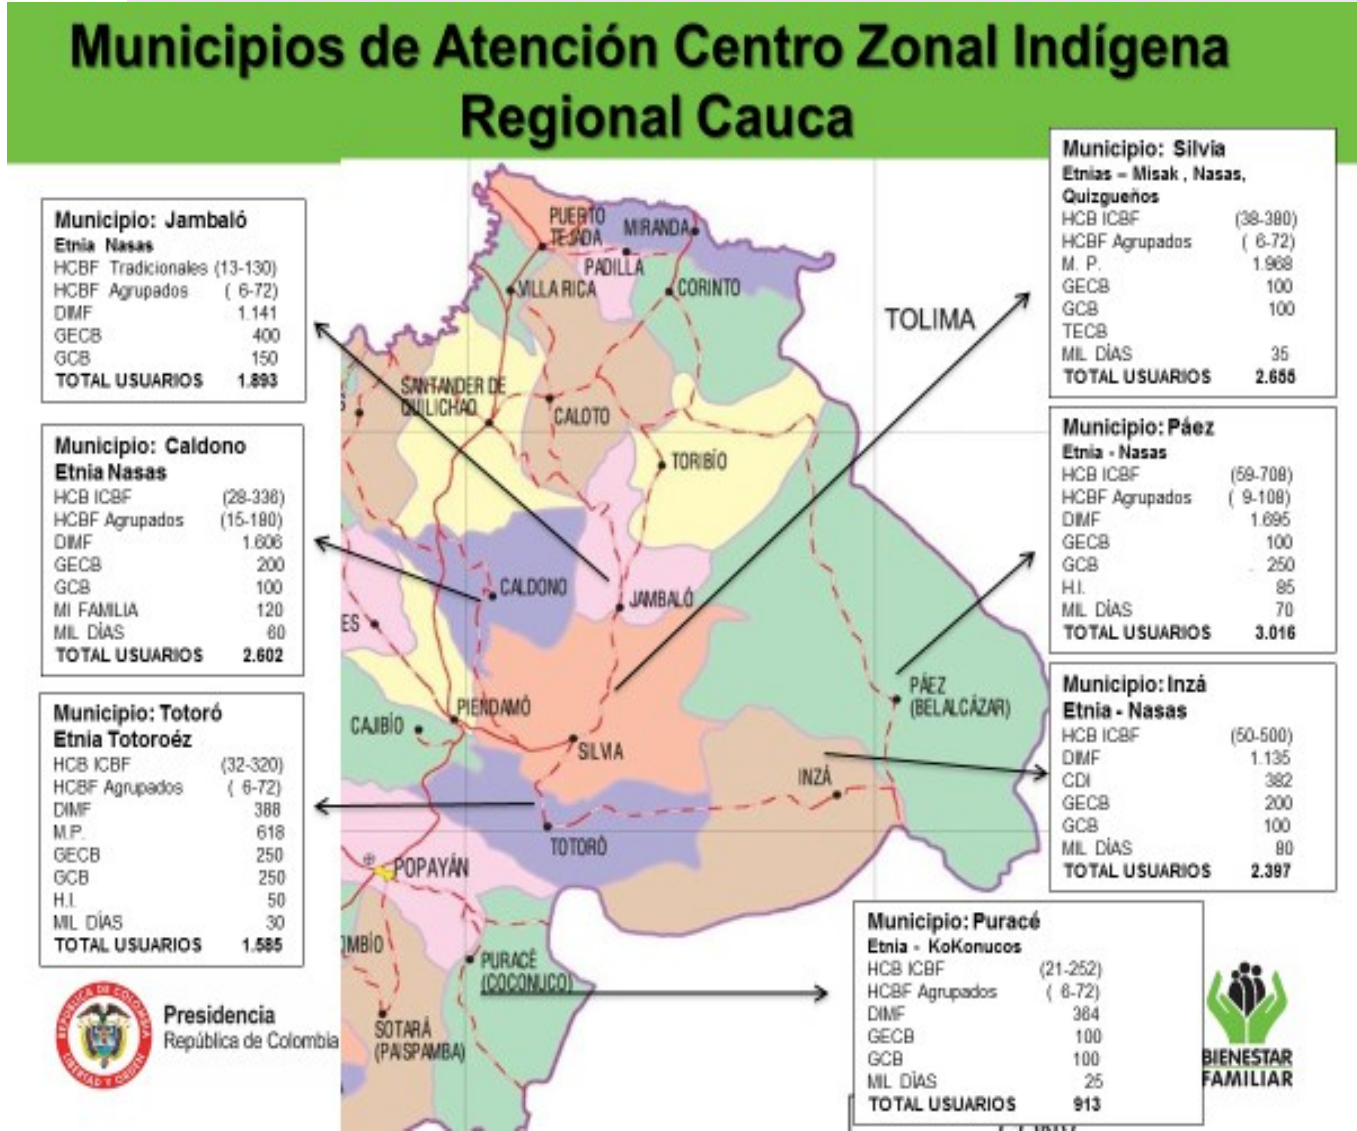 Municipios de Atención Centro Zonal Indígena
Regional Cauca
Municipio: Jambaló
Etnia Nasas
HCBF Tradicionales (13-130)
HCBF Agrupados ( 6-72)
DIMF 1.141
GECB 400
GCB 150
TOTAL USUARIOS 1.893
Municipio: Caldono
Etnia Nasas
HCB ICBF (28-336)
HCBF Agrupados (15-180)
DIMF 1.606
GECB 200
GCB 100
MI FAMILIA 120
MIL DÍAS 60
TOTAL USUARIOS 2.602
Municipio: Totoró
Etnia Totoroéz
HCB ICBF (32-320)
HCBF Agrupados ( 6-72)
DIMF 388
M.P. 618
GECB 250
GCB 250
H.I. 50
MIL DÍAS 30
TOTAL USUARIOS 1.585
Municipio: Silvia
Etnias – Misak , Nasas,
Quizgueños
HCB ICBF (38-380)
HCBF Agrupados ( 6-72)
M. P. 1.968
GECB 100
GCB 100
TECB
MIL DÍAS 35
TOTAL USUARIOS 2.655
Municipio: Páez
Etnia - Nasas
HCB ICBF (59-708)
HCBF Agrupados ( 9-108)
DIMF 1.695
GECB 100
GCB 250
H.I. 85
MIL DÍAS 70
TOTAL USUARIOS 3.016
Municipio: Inzá
Etnia - Nasas
HCB ICBF (50-500)
DIMF 1.135
CDI 382
GECB 200
GCB 100
MIL DÍAS 80
TOTAL USUARIOS 2.397
Municipio: Puracé
Etnia - KoKonucos
HCB ICBF (21-252)
HCBF Agrupados ( 6-72)
DIMF 364
GECB 100
GCB 100
MIL DÍAS 25
TOTAL USUARIOS 913
PUERTO
TEJADA
MIRANDA
PADILLA
VILLA RICA
CORINTO
TOLIMA
SANTANDER DE
QUILICHAO
CALOTO
TORIBÍO
CALDONO
JAMBALÓ
ES
PÁEZ
(BELALCÁZAR)
PIENDAMÓ
CAJIBÍO
SILVIA
INZÁ
TOTORÓ
POPAYÁN
OMBÍO
PURACÉ
(COCONUCO)
SOTARÁ
(PAISPAMBA)
REPUBLICA DE COLOMBIA
LIBERTAD Y ORDEN
Presidencia
República de Colombia
BIENESTAR
FAMILIAR